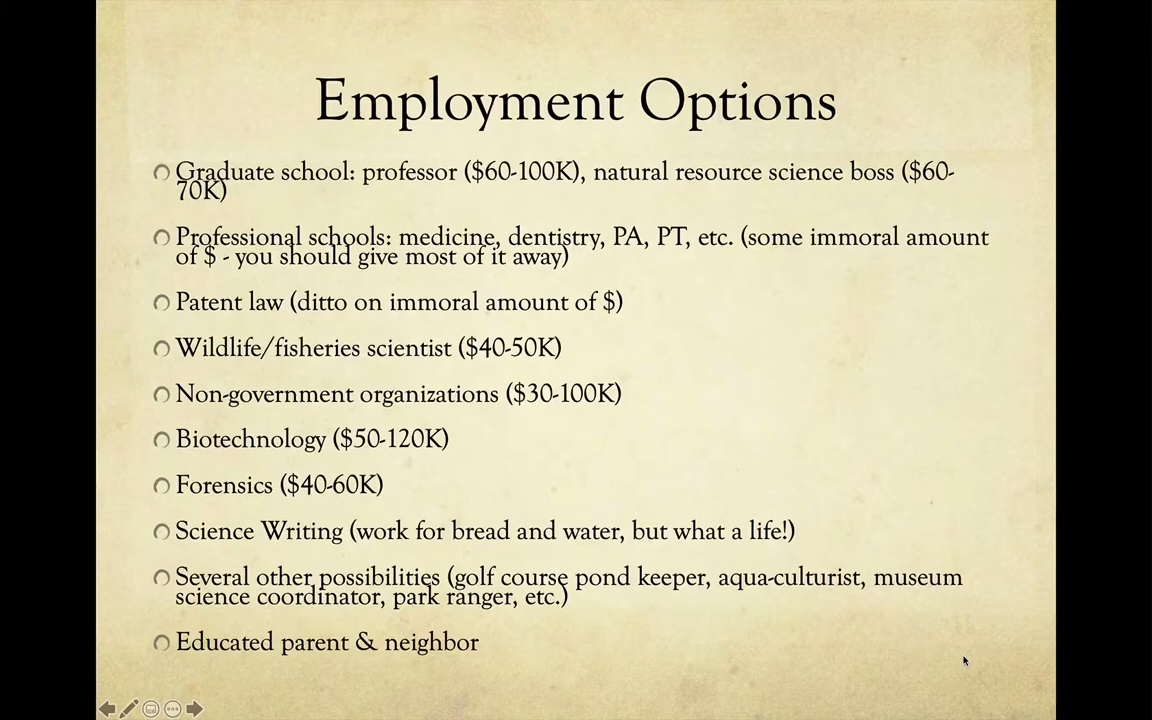 Employment Options
Graduate school: professor ($60-100K), natural resource science boss ($60-
70K)
Professional schools: medicine, dentistry, PA, PT, etc. (some immoral amount
of $ - you should give most of it away)
Patent law (ditto on immoral amount of $)
Wildlife/fisheries scientist ($40-50K)
Non-government organizations ($30-100K)
Biotechnology ($50-120K)
Forensics ($40-60K)
Science Writing (work for bread and water, but what a life!)
Several other possibilities (golf course pond keeper, aqua-culturist, museum
science coordinator, park ranger, etc.)
Educated parent & neighbor